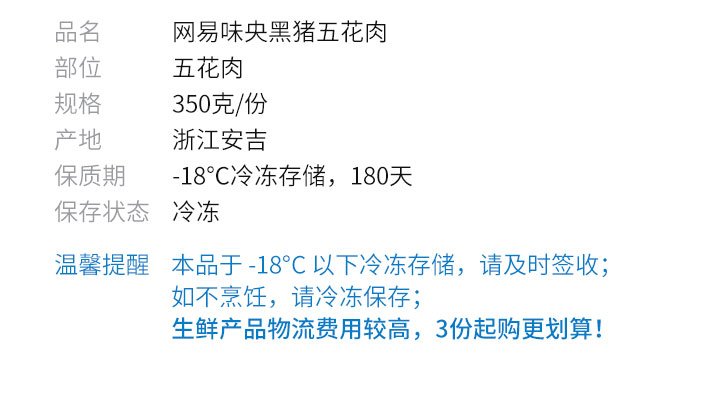 品名 网易味央黑猪五花肉
部位 五花肉
规格 350克/份
产地 浙江安吉
保质期 -18°C冷冻存储，180天
保存状态 冷冻
温馨提醒 本品于 -18°C 以下冷冻存储，请及时签收；
如不烹饪，请冷冻保存；
生鲜产品物流费用较高，3份起购更划算！